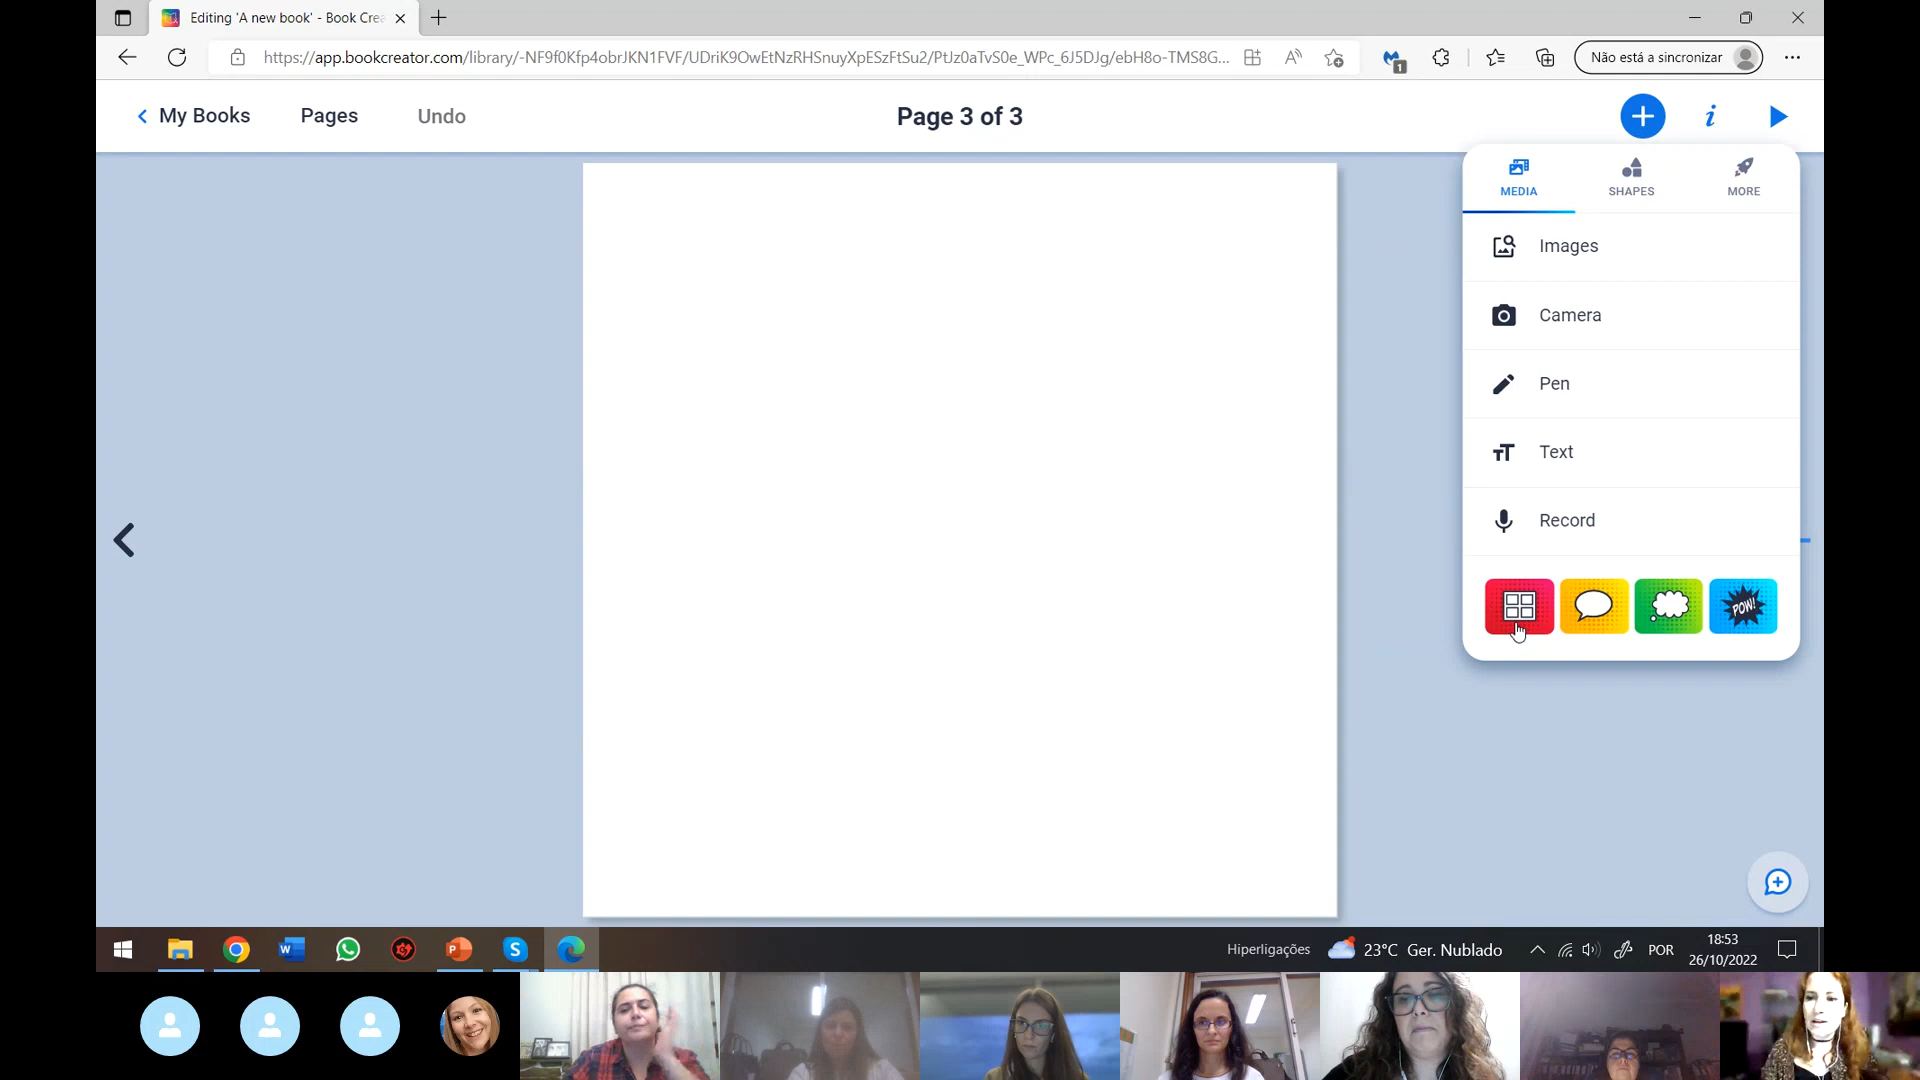 Editing 'A new book' - Book Crea
https://app.bookcreator.com/library/-NF9f0Kfp4obrJKN1FVF/UDriK9OwEtNzRHSnuyXpESzFtSu2/PtJz0aTvS0e_WPc_6J5DJg/ebH8o-TMS8G...
1
Não está a sincronizar
My Books
Pages
Undo
Page 3 of 3
MEDIA
SHAPES
MORE
Images
Camera
Pen
Text
Record
POW!
Hiperligações
23°C Ger. Nublado
POR
18:53
26/10/2022